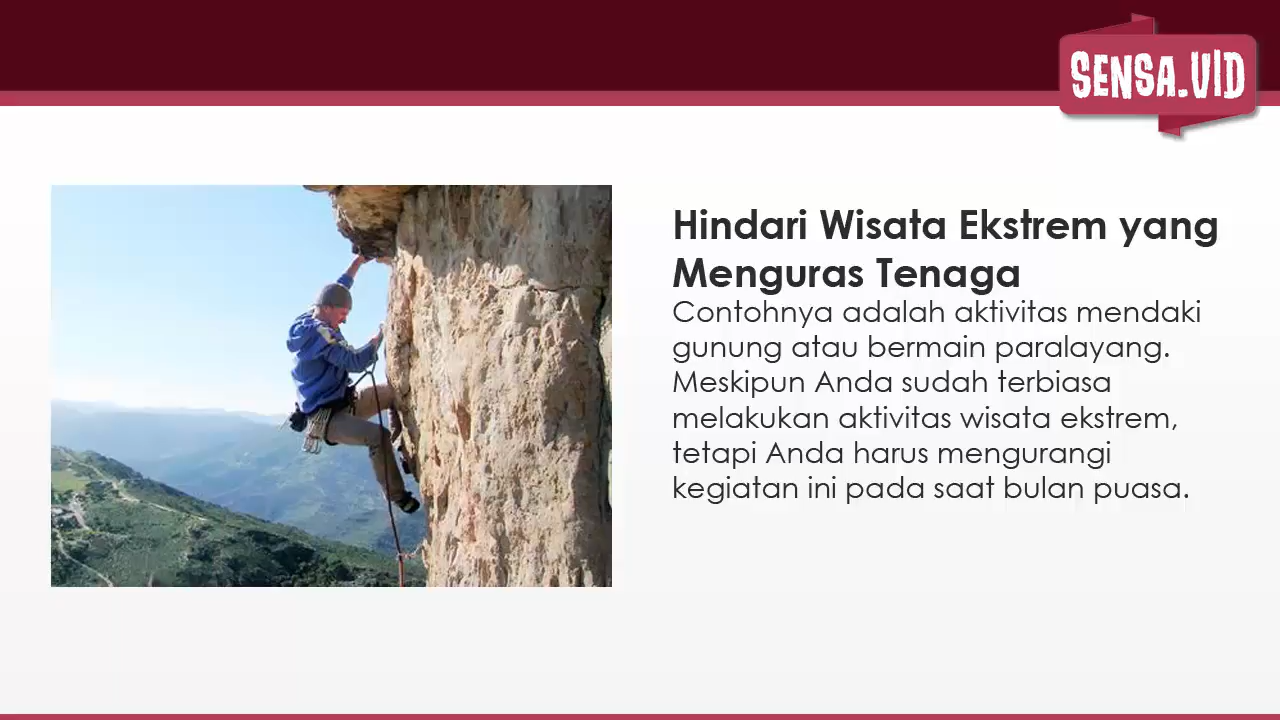 SENSA.VID
Hindari Wisata Ekstrem yang
Menguras Tenaga
Contohnya adalah aktivitas mendaki
gunung atau bermain paralayang.
Meskipun Anda sudah terbiasa
melakukan aktivitas wisata ekstrem,
tetapi Anda harus mengurangi
kegiatan ini pada saat bulan puasa.